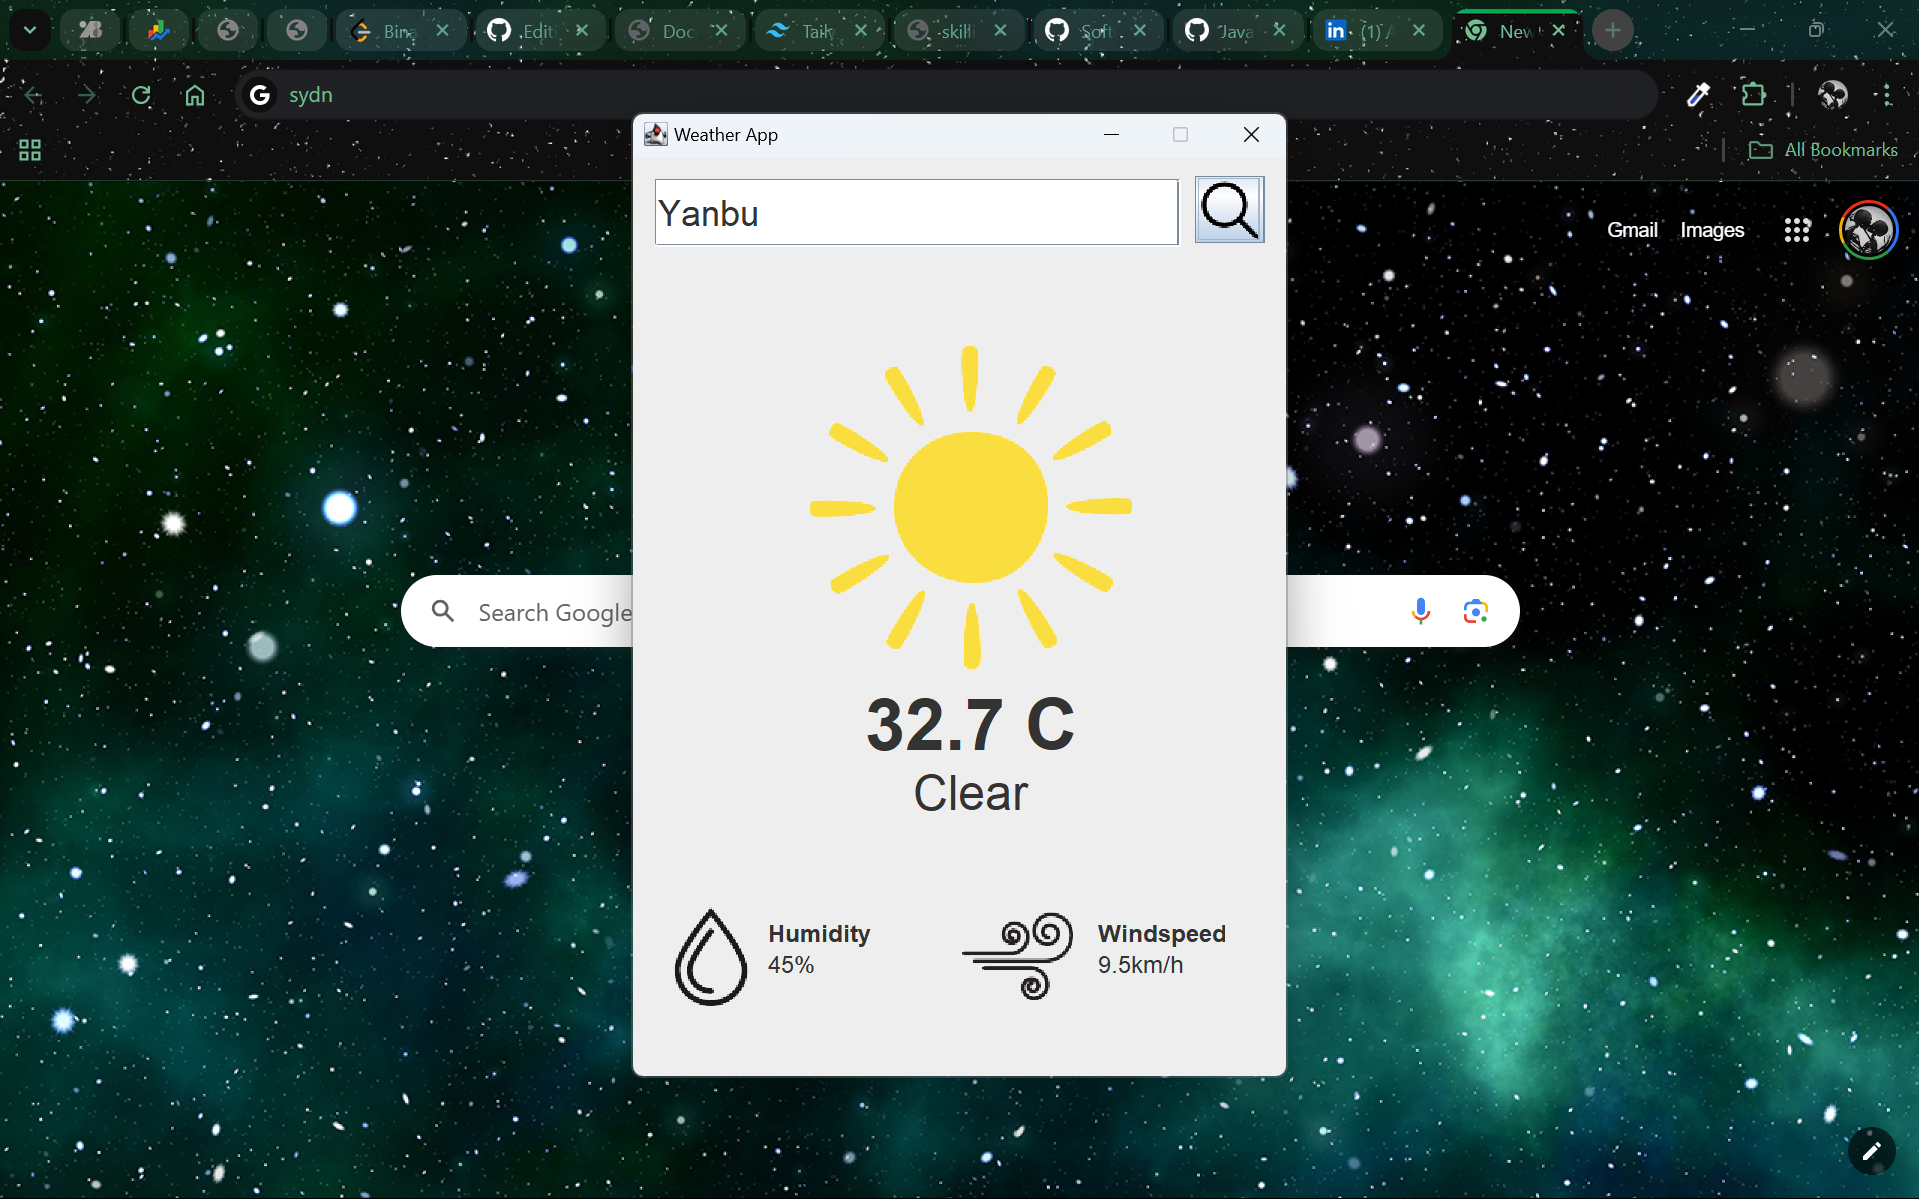 Edit
Doc
Tail
skill
Soft
Java
in (1)
New
G sydn
All Bookmarks
Weather App
Yanbu
Gmail Images
Search Google
32.7 C
Clear
Humidity
45%
Windspeed
9.5km/h